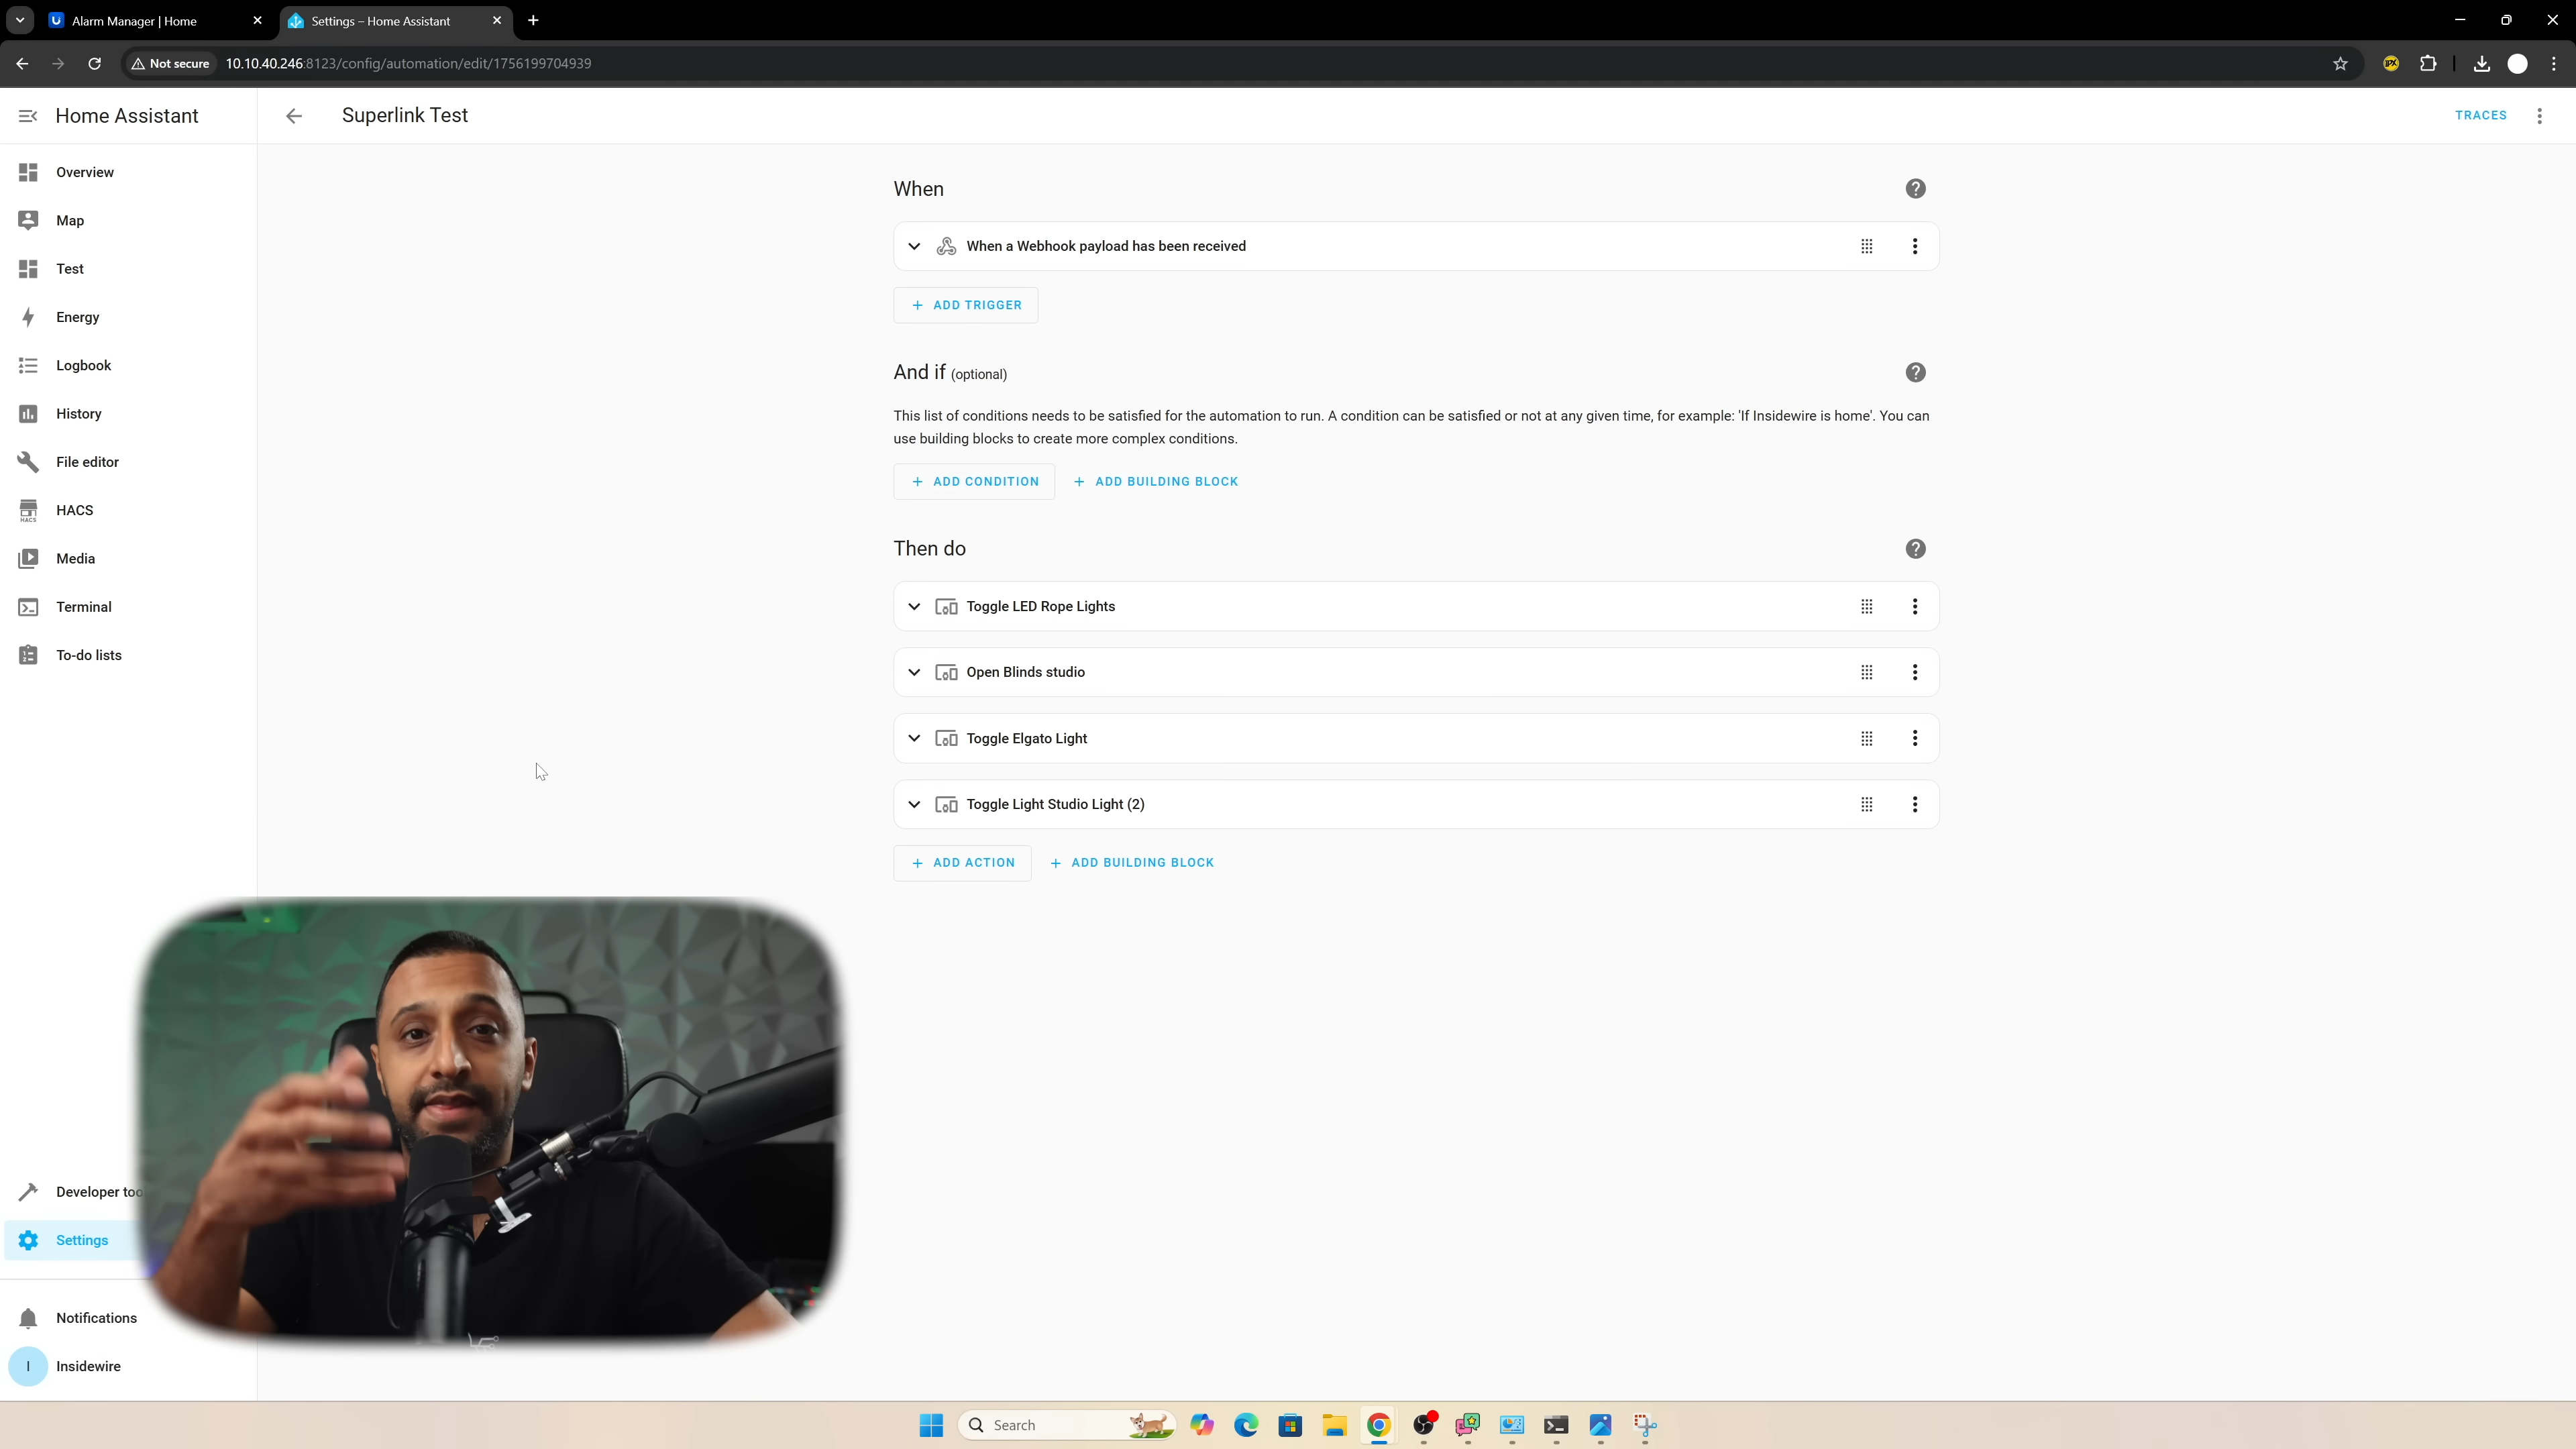 Alarm Manager | Home
Settings – Home Assistant
Not secure
10.10.40.246:8123/config/automation/edit/1756199704939
Home Assistant
Superlink Test
TRACES
Overview
Map
Test
Energy
Logbook
History
File editor
HACS
HACS
Media
Terminal
To-do lists
When
When a Webhook payload has been received
ADD TRIGGER
And if (optional)
This list of conditions needs to be satisfied for the automation to run. A condition can be satisfied or not at any given time, for example: 'If Insidewire is home'. You can
use building blocks to create more complex conditions.
ADD CONDITION
ADD BUILDING BLOCK
Then do
Toggle LED Rope Lights
Open Blinds studio
Toggle Elgato Light
Toggle Light Studio Light (2)
ADD ACTION
ADD BUILDING BLOCK
Developer too
Settings
Notifications
I
Insidewire
Search